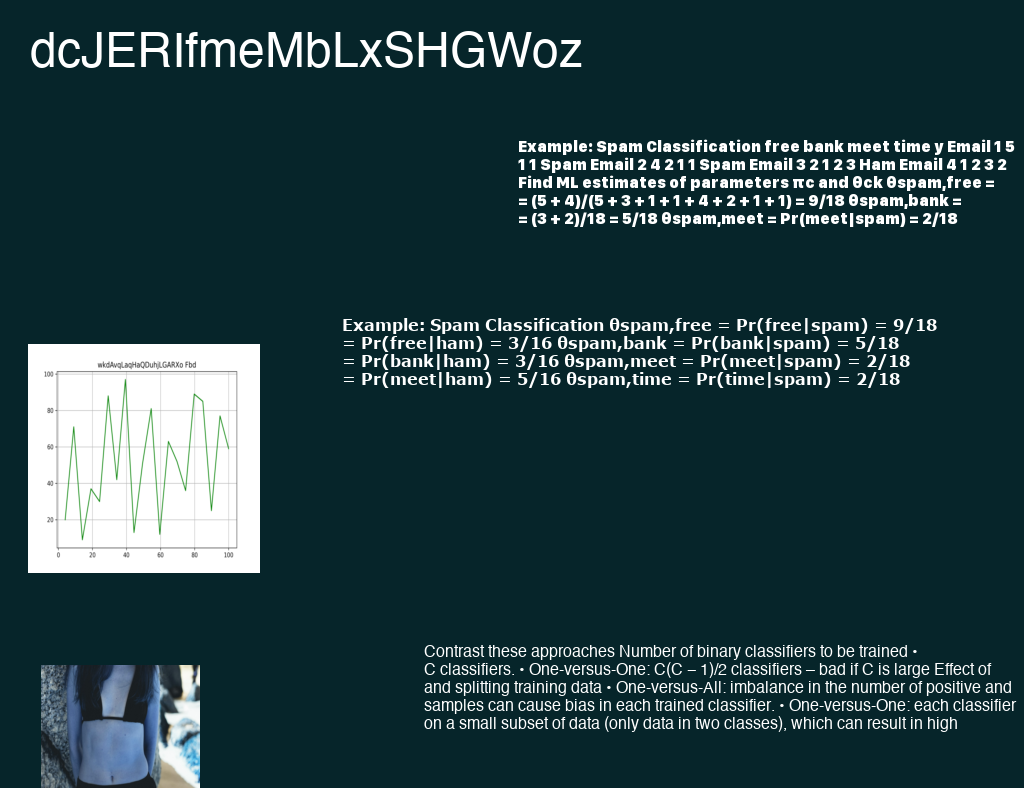 dcJERIfmeMbLxSHGWoz
Example: Spam Classification free bank meet time y Email 1 5
1 1 Spam Email 2 4 2 1 1 Spam Email 3 2 1 2 3 Ham Email 4 1 2 3 2
Find ML estimates of parameters πc and θck θspam,free =
= (5 + 4)/(5 + 3 + 1 + 1 + 4 + 2 + 1 + 1) = 9/18 θspam,bank =
= (3 + 2)/18 = 5/18 θspam,meet = Pr(meet|spam) = 2/18
Example: Spam Classification θspam,free = Pr(free|spam) = 9/18
= Pr(free|ham) = 3/16 θspam,bank = Pr(bank|spam) = 5/18
= Pr(bank|ham) = 3/16 θspam,meet = Pr(meet|spam) = 2/18
= Pr(meet|ham) = 5/16 θspam,time = Pr(time|spam) = 2/18
wkdAvqLaqHaQDuhjLGARXo Fbd
100
80
60
40
20
0 20 40 60 80 100
Contrast these approaches Number of binary classifiers to be trained •
C classifiers. • One-versus-One: C(C – 1)/2 classifiers – bad if C is large Effect of
and splitting training data • One-versus-All: imbalance in the number of positive and
samples can cause bias in each trained classifier. • One-versus-One: each classifier
on a small subset of data (only data in two classes), which can result in high